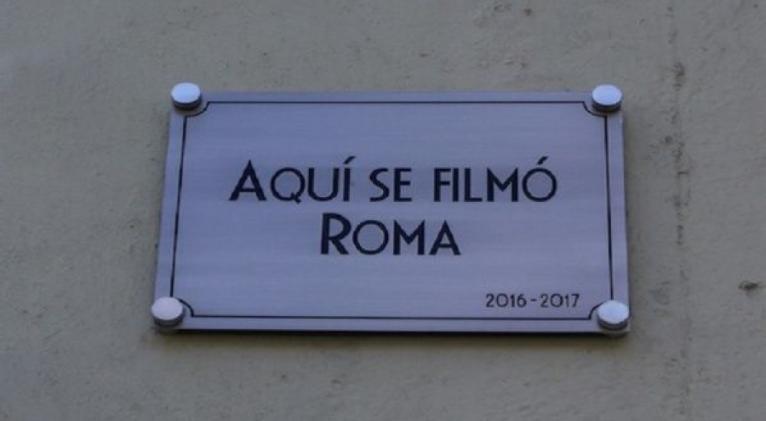 AQUÍ SE FILMÓ
ROMA
2016-2017